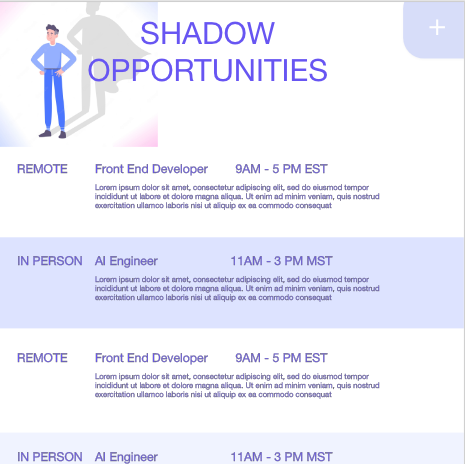 SHADOW
OPPORTUNITIES
+
REMOTE Front End Developer 9AM - 5 PM EST
Lorem ipsum dolor sit amet, consectetur adipiscing elit, sed do eiusmod tempor
incididunt ut labore et dolore magna aliqua. Ut enim ad minim veniam, quis nostrud
exercitation ullamco laboris nisi ut aliquip ex ea commodo consequat
IN PERSON AI Engineer 11AM - 3 PM MST
Lorem ipsum dolor sit amet, consectetur adipiscing elit, sed do eiusmod tempor
incididunt ut labore et dolore magna aliqua. Ut enim ad minim veniam, quis nostrud
exercitation ullamco laboris nisi ut aliquip ex ea commodo consequat
REMOTE Front End Developer 9AM - 5 PM EST
Lorem ipsum dolor sit amet, consectetur adipiscing elit, sed do eiusmod tempor
incididunt ut labore et dolore magna aliqua. Ut enim ad minim veniam, quis nostrud
exercitation ullamco laboris nisi ut aliquip ex ea commodo consequat
IN PERSON AI Engineer 11AM - 3 PM MST